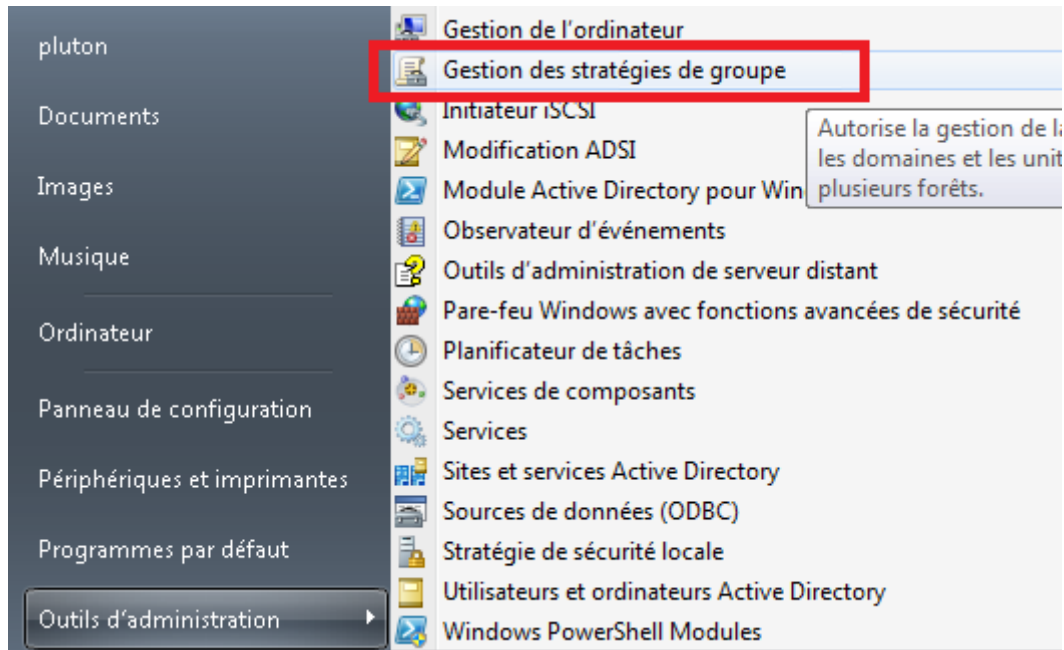 pluton
Documents
Images
Musique
Ordinateur
Panneau de configuration
Périphériques et imprimantes
Programmes par défaut
Outils d'administration
Gestion de l'ordinateur
Gestion des stratégies de groupe
Initiateur iSCSI
Modification ADSI
Module Active Directory pour Win
Observateur d'événements
Outils d'administration de serveur distant
Pare-feu Windows avec fonctions avancées de sécurité
Planificateur de tâches
Services de composants
Services
Sites et services Active Directory
Sources de données (ODBC)
Stratégie de sécurité locale
Utilisateurs et ordinateurs Active Directory
Windows PowerShell Modules
Autorise la gestion de la
les domaines et les unit
plusieurs forêts.